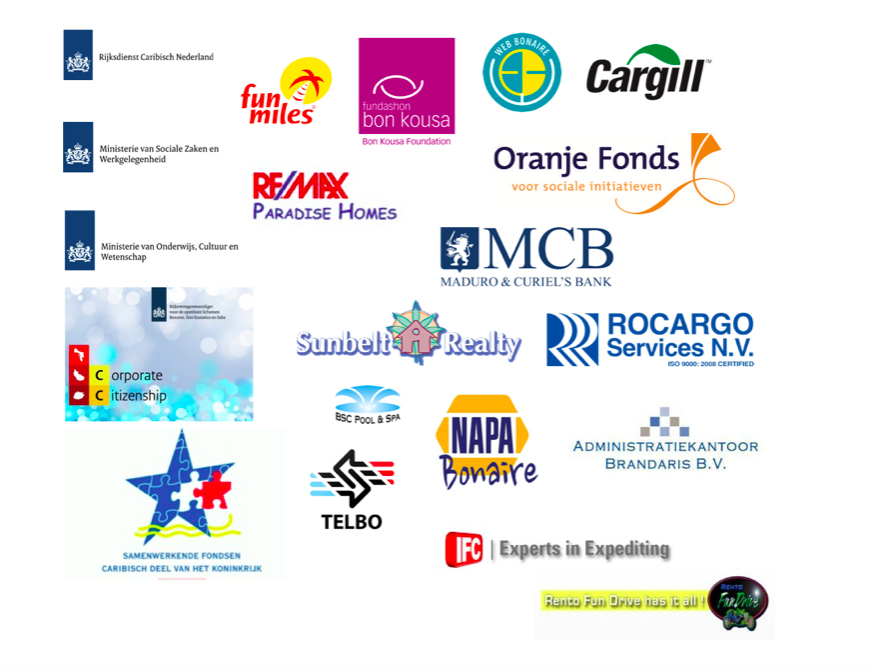 Rijksdienst Caribisch Nederland
fun
miles
fundashon
bon kousa
Bon Kousa Foundation
WEB BONAIRE
Cargill™
Ministerie van Sociale Zaken en
Werkgelegenheid
Oranje Fonds
voor sociale initiatieven
RE/MAX
PARADISE HOMES
Ministerie van Onderwijs, Cultuur en
Wetenschap
MCB
MADURO & CURIEL'S BANK
Rijksvertegenwoordiger
voor de openbare lichamen
Bonaire, Sint Eustatius en Saba
Corporate
Citizenship
Sunbelt Realty
ROCARGO
Services N.V.
ISO 9000: 2008 CERTIFIED
BSC POOL & SPA
NAPA
Bonaire
ADMINISTRATIEKANTOOR
BRANDARIS B.V.
SAMENWERKENDE FONDSEN
CARIBISCH DEEL VAN HET KONINKRIJK
TELBO
IFC | Experts in Expediting
Rento Fun Drive has it all !
RENTO
FunDrive